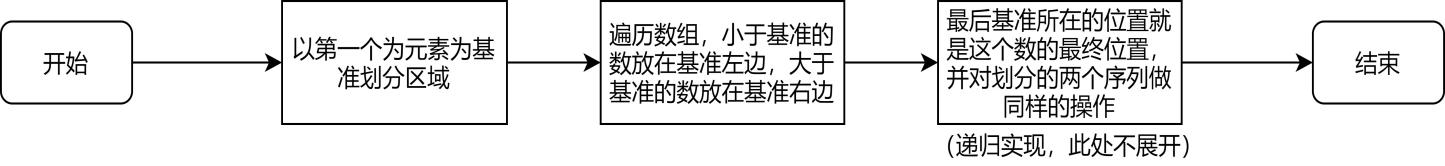 开始
以第一个为元素为基
准划分区域
遍历数组，小于基准的
数放在基准左边，大于
基准的数放在基准右边
最后基准所在的位置就
是这个数的最终位置，
并对划分的两个序列做
同样的操作
（递归实现，此处不展开）
结束